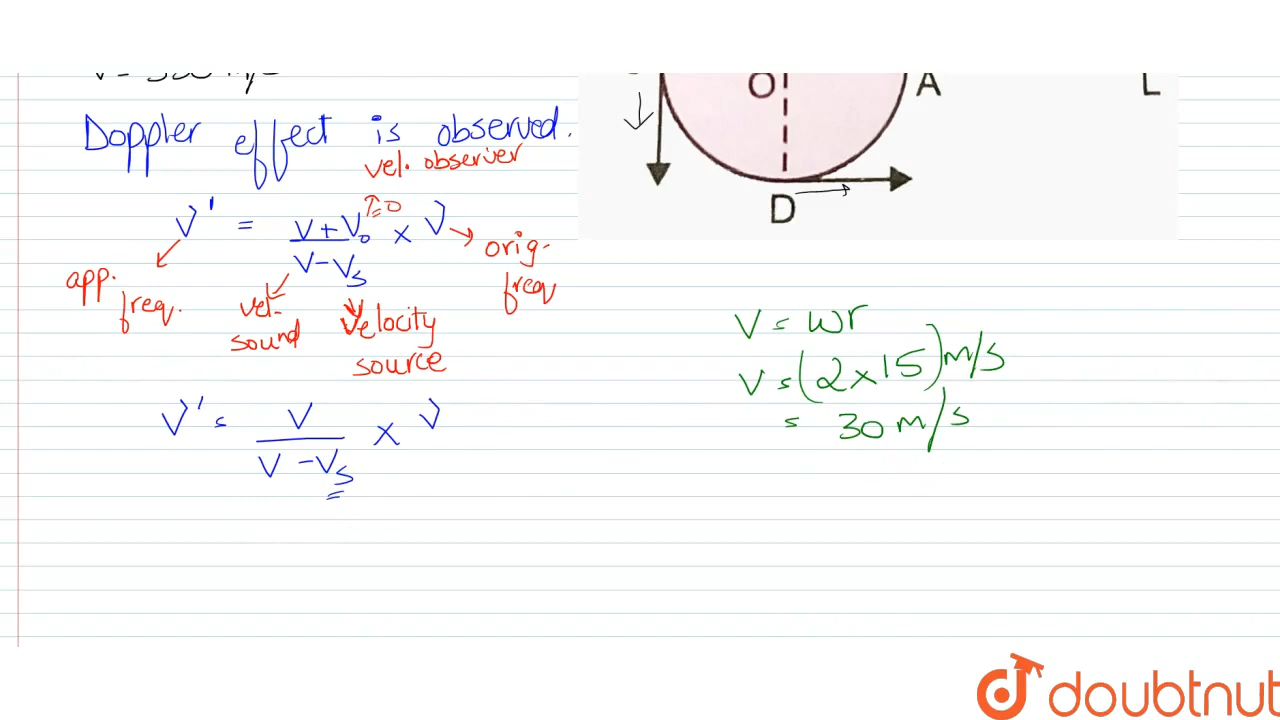 O A L
Doppler effect is observed.
vel. observer
D
ν' = V + V₀ / V - Vₛ × ν
↗=0
app. freq.
vel. sound
velocity source
orig. freq
V = ωr
V = (2×15) m/s
= 30 m/s
ν' = V / V - Vₛ × ν
doubtnut